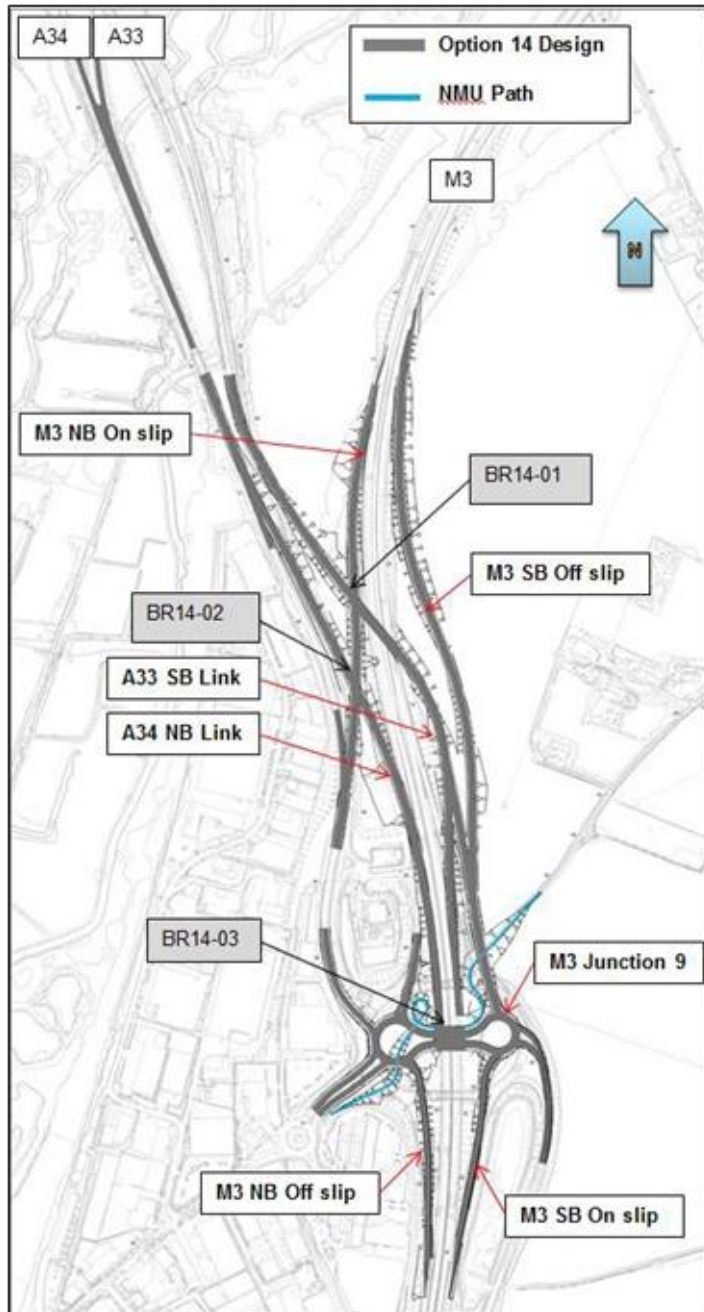 A34
A33
Option 14 Design
NMU Path
M3
N
M3 NB On slip
BR14-01
M3 SB Off slip
BR14-02
A33 SB Link
A34 NB Link
BR14-03
M3 Junction 9
M3 NB Off slip
M3 SB On slip